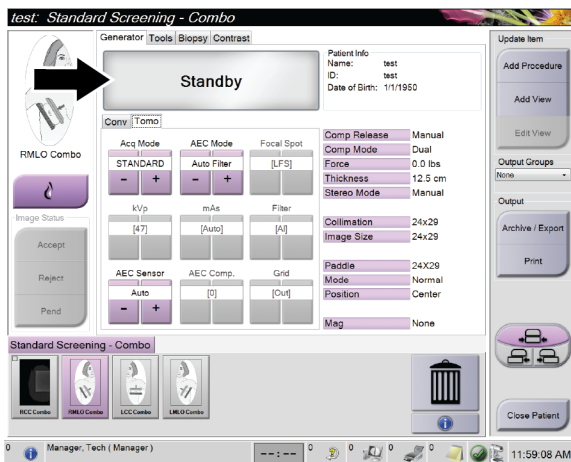 test: Standard Screening - Combo
Generator Tools Biopsy Contrast
Standby
Patient Info
Name: test
ID: test
Date of Birth: 1/1/1950
RMLO Combo
Image Status
Accept
Reject
Pend
Conv Tomo
Acq Mode AEC Mode Focal Spot
STANDARD Auto Filter [LFS]
- + - +
kVp mAs Filter
[47] [Auto] [Al]
AEC Sensor AEC Comp. Grid
Auto [0] [Out]
- +
Comp Release Manual
Comp Mode Dual
Force 0.0 lbs
Thickness 12.5 cm
Stereo Mode Manual
Collimation 24x29
Image Size 24x29
Paddle 24X29
Mode Normal
Position Center
Mag None
Update Item
Add Procedure
Add View
Edit View
Output Groups
None
Output
Archive / Export
Print
Close Patient
Standard Screening - Combo
RCC Combo RMLO Combo LCC Combo LMLO Combo
0 Manager, Tech ( Manager ) --:-- 0 0 0 0 11:59:08 AM